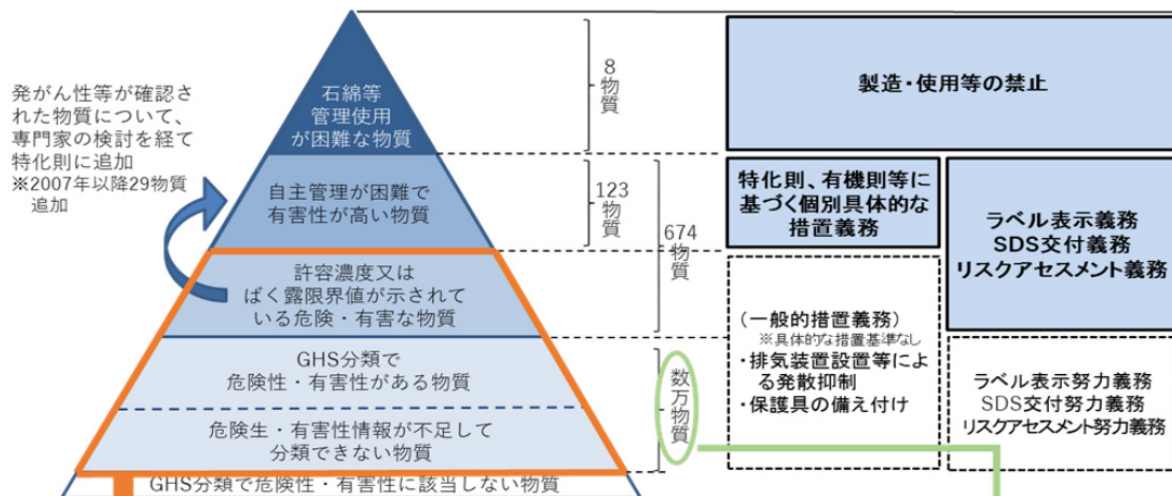 発がん性等が確認さ
れた物質について、
専門家の検討を経て
特化則に追加
※2007年以降29物質
追加
石綿等
管理使用
が困難な物質
自主管理が困難で
有害性が高い物質
許容濃度又は
ばく露限界値が示されて
いる危険・有害な物質
GHS分類で
危険性・有害性がある物質
危険生・有害性情報が不足して
分類できない物質
GHS分類で危険性・有害性に該当しない物質
8物質
123物質
674物質
数万物質
製造・使用等の禁止
特化則、有機則等に
基づく個別具体的な
措置義務
ラベル表示義務
SDS交付義務
リスクアセスメント義務
(一般的措置義務)
※具体的な措置基準なし
・排気装置設置等によ
る発散抑制
・保護具の備え付け
ラベル表示努力義務
SDS交付努力義務
リスクアセスメント努力義務